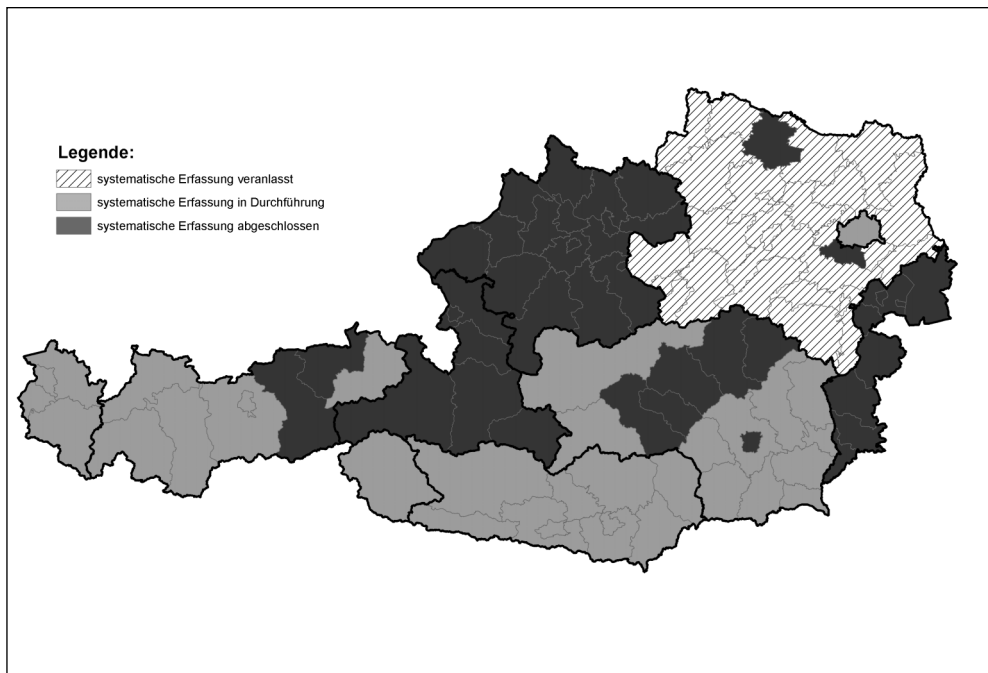 Legende:
systematische Erfassung veranlasst
systematische Erfassung in Durchführung
systematische Erfassung abgeschlossen